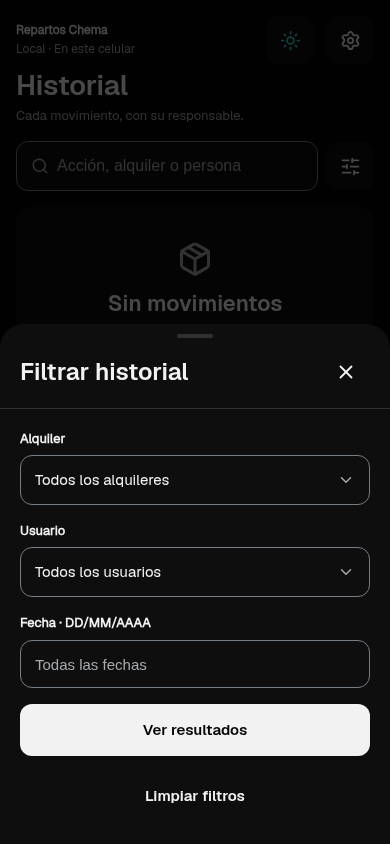 Repartos Chema
Local · En este celular
Historial
Cada movimiento, con su responsable.
Acción, alquiler o persona
Sin movimientos
Filtrar historial
Alquiler
Todos los alquileres
Usuario
Todos los usuarios
Fecha · DD/MM/AAAA
Todas las fechas
Ver resultados
Limpiar filtros